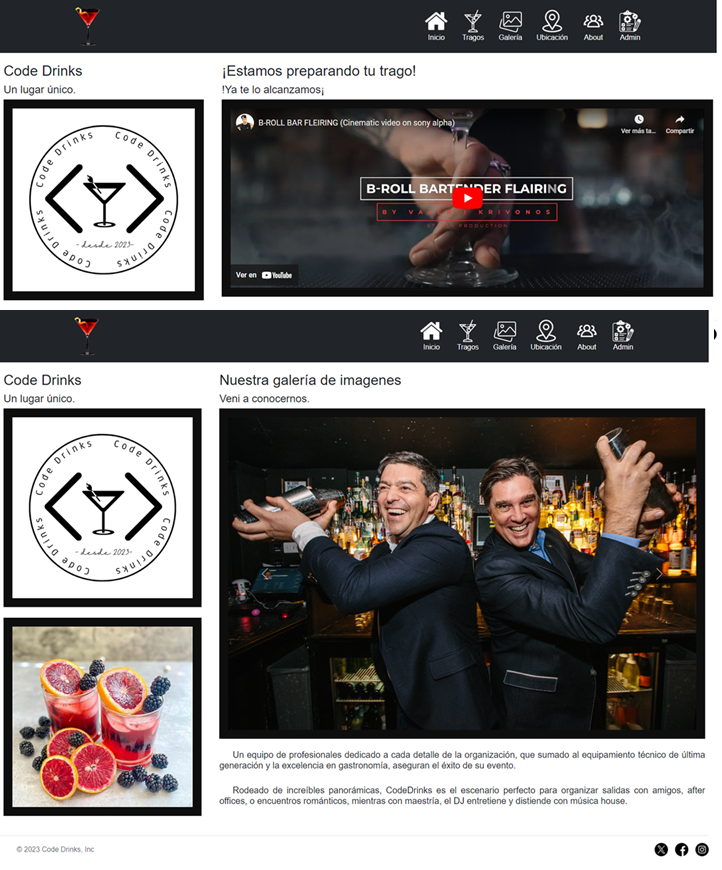 Inicio Tragos Galería Ubicación About Admin
Code Drinks
Un lugar único.
Code Drinks Code Drinks Code Drinks Code Drinks
- desde 2023-
¡Estamos preparando tu trago!
!Ya te lo alcanzamos¡
B-ROLL BAR FLEIRING (Cinematic video on sony alpha)
Ver más ta... Compartir
B-ROLL BARTENDER FLAIRING
KRIVONOS
PRODUCTION
Ver en YouTube
Inicio Tragos Galería Ubicación About Admin
Code Drinks
Un lugar único.
Code Drinks Code Drinks Code Drinks Code Drinks
- desde 2023-
Nuestra galería de imagenes
Veni a conocernos.
Un equipo de profesionales dedicado a cada detalle de la organización, que sumado al equipamiento técnico de última
generación y la excelencia en gastronomía, aseguran el éxito de su evento.
Rodeado de increíbles panorámicas, CodeDrinks es el escenario perfecto para organizar salidas con amigos, after
offices, o encuentros románticos, mientras con maestría, el DJ entretiene y distiende con música house.
© 2023 Code Drinks, Inc